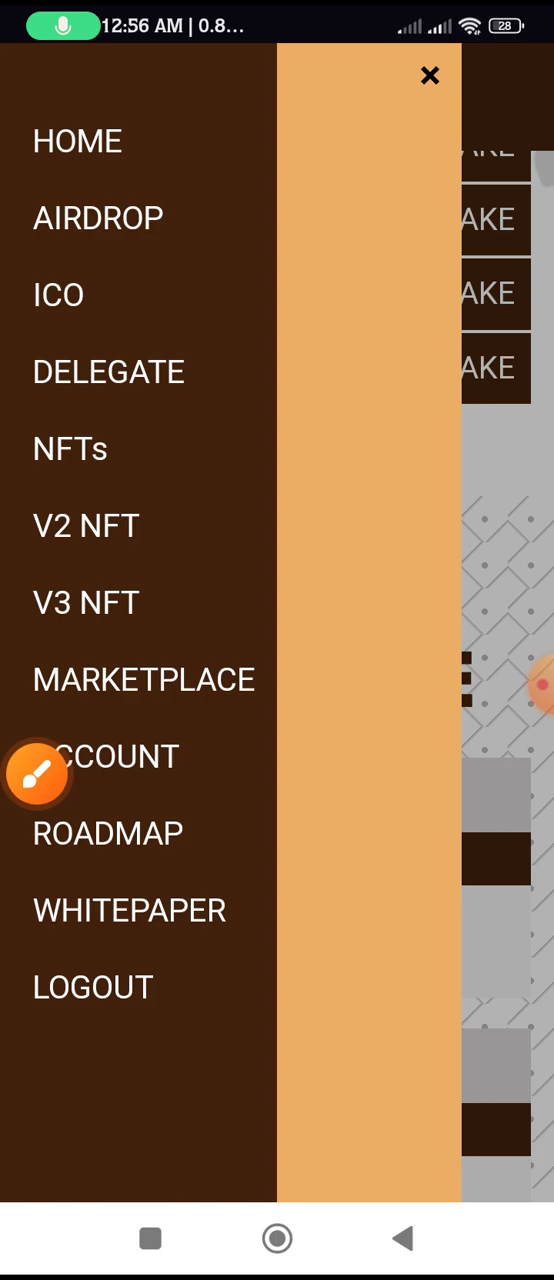 12:56 AM | 0.8...
28
HOME
AIRDROP
ICO
AKE
AKE
AKE
DELEGATE
NFTs
V2 NFT
V3 NFT
MARKETPLACE
CCOUNT
ROADMAP
WHITEPAPER
LOGOUT